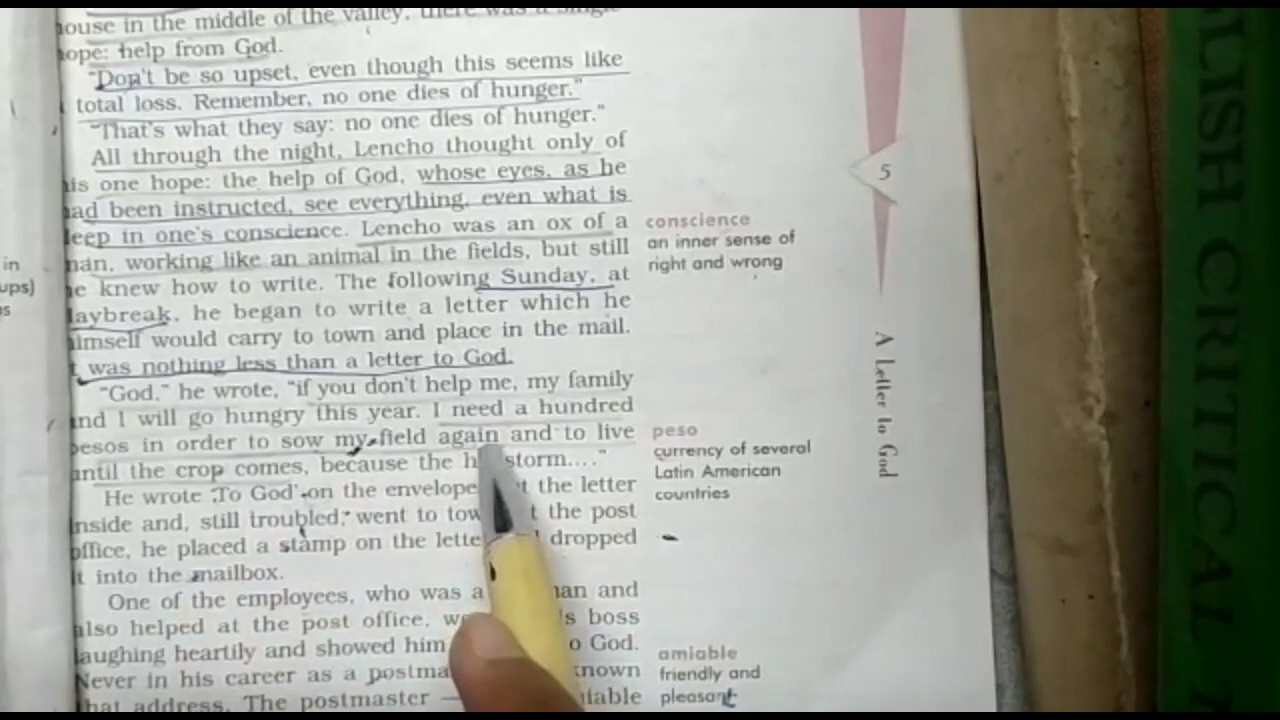 house in the middle of the valley, there was a single
hope: help from God.
"Don't be so upset, even though this seems like
total loss. Remember, no one dies of hunger."
"That's what they say: no one dies of hunger."
All through the night, Lencho thought only of
his one hope: the help of God, whose eyes, as he
had been instructed, see everything, even what is
deep in one's conscience. Lencho was an ox of a
man, working like an animal in the fields, but still
he knew how to write. The following Sunday, at
daybreak, he began to write a letter which he
himself would carry to town and place in the mail.
It was nothing less than a letter to God.
"God," he wrote, "if you don't help me, my family
and I will go hungry this year. I need a hundred
pesos in order to sow my field again and to live
until the crop comes, because the h storm...."
He wrote 'To God' on the envelope, t the letter
inside and, still troubled, went to tow t the post
office, he placed a stamp on the lette dropped
it into the mailbox.
One of the employees, who was a an and
also helped at the post office, w s boss
laughing heartily and showed him o God.
Never in his career as a postma known
that address. The postmaster — iable
conscience
an inner sense of
right and wrong
peso
currency of several
Latin American
countries
amiable
friendly and
pleasant
5
A Letter to God
in
ups)
s
LISH CRITICAL